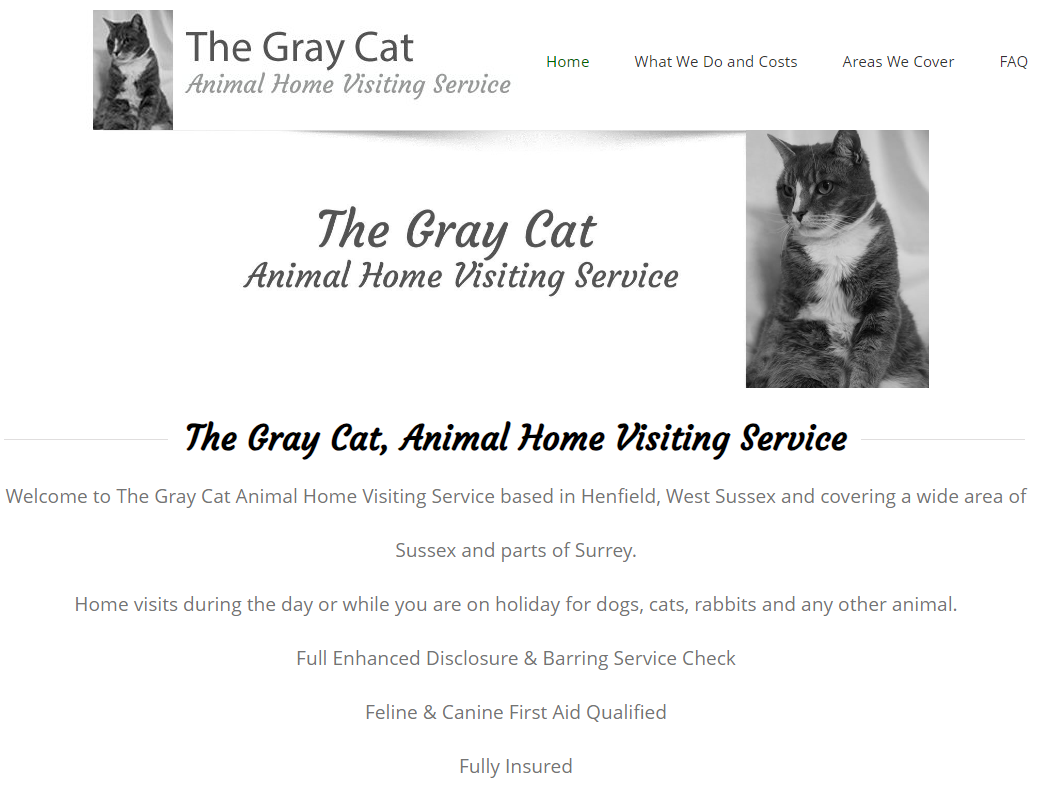 The Gray Cat
Animal Home Visiting Service
Home
What We Do and Costs
Areas We Cover
FAQ
The Gray Cat
Animal Home Visiting Service
The Gray Cat, Animal Home Visiting Service
Welcome to The Gray Cat Animal Home Visiting Service based in Henfield, West Sussex and covering a wide area of
Sussex and parts of Surrey.
Home visits during the day or while you are on holiday for dogs, cats, rabbits and any other animal.
Full Enhanced Disclosure & Barring Service Check
Feline & Canine First Aid Qualified
Fully Insured